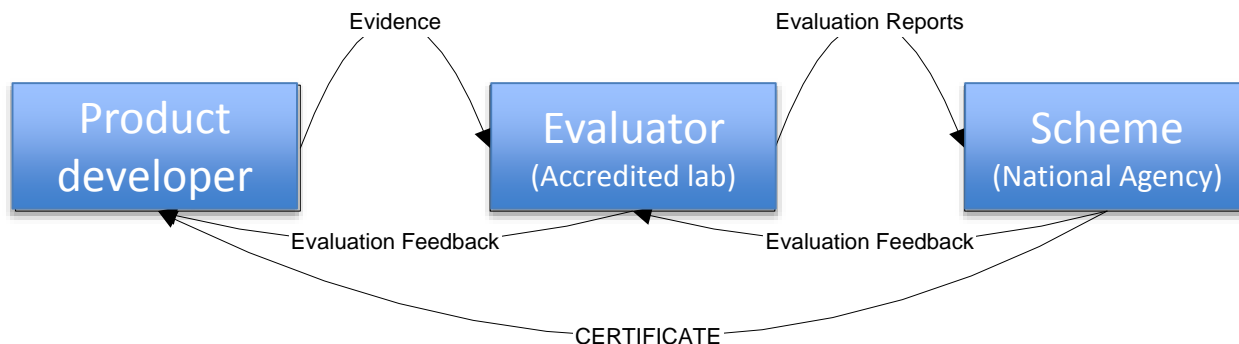 Evidence
Evaluation Reports
Product
developer
Evaluator
(Accredited lab)
Scheme
(National Agency)
Evaluation Feedback
Evaluation Feedback
CERTIFICATE